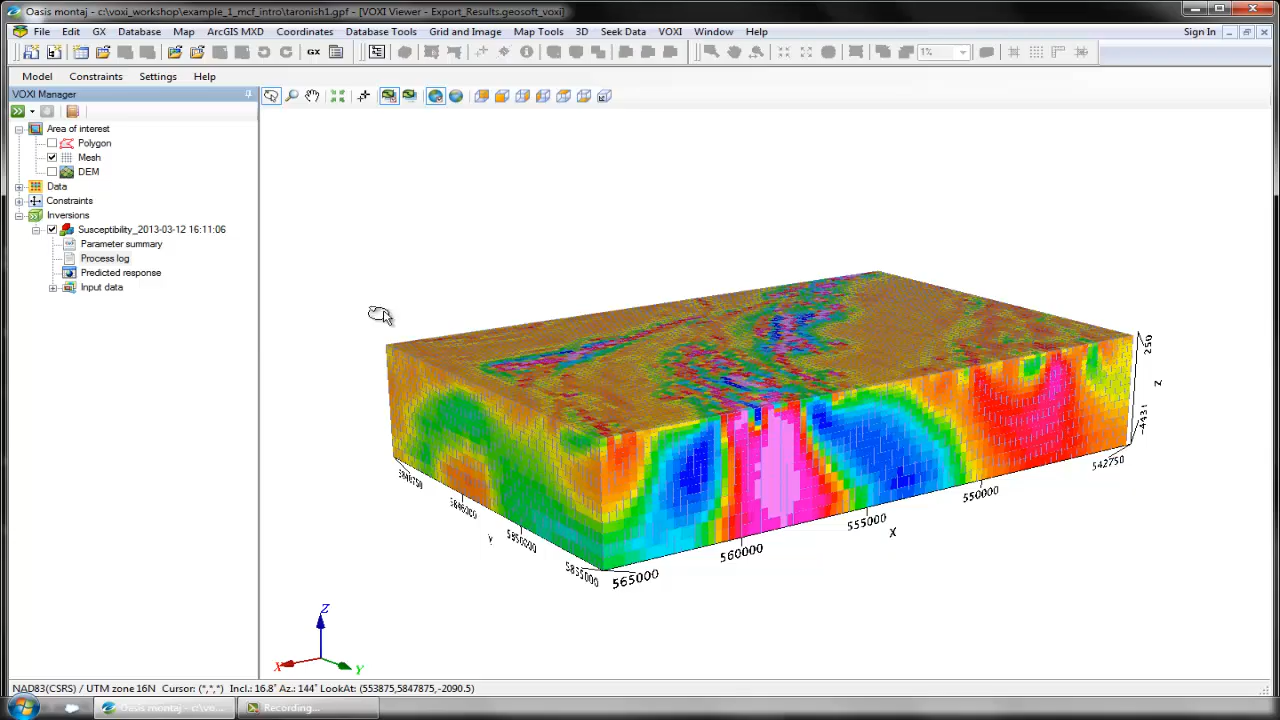 Oasis montaj - c:\voxi_workshop\example_1_mcf_intro\taronish1.gpf - [VOXI Viewer - Export_Results.geosoft_voxi]
File Edit GX Database Map ArcGIS MXD Coordinates Database Tools Grid and Image Map Tools 3D Seek Data VOXI Window Help Sign In
GX 1%
Model Constraints Settings Help
VOXI Manager
Area of interest
Polygon
Mesh
DEM
Data
Constraints
Inversions
Susceptibility_2013-03-12 16:11:06
Parameter summary
Process log
Predicted response
Input data
250
Z
-4431
542750
550000
X
555000
560000
565000
5835000
Y
Z
X
Y
NAD83(CSRS) / UTM zone 16N Cursor: (*,*,*) Incl.: 16.8° Az.: 144° LookAt: (553875,5847875,-2090.5)
Oasis montaj - c:\vo... Recording...